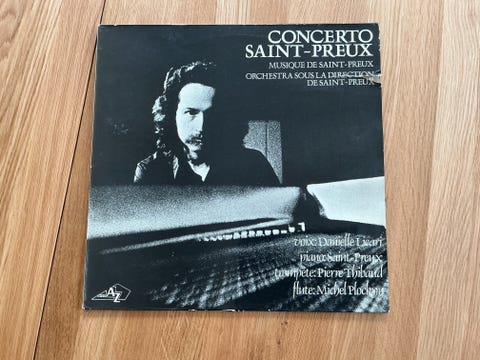 CONCERTO
SAINT-PREUX
MUSIQUE DE SAINT-PREUX
ORCHESTRA SOUS LA DIRECTION
DE SAINT-PREUX
voix: Danielle Licari
piano: Saint-Preux
trompète: Pierre Thibaud
flute: Michel Plockyn
AZ